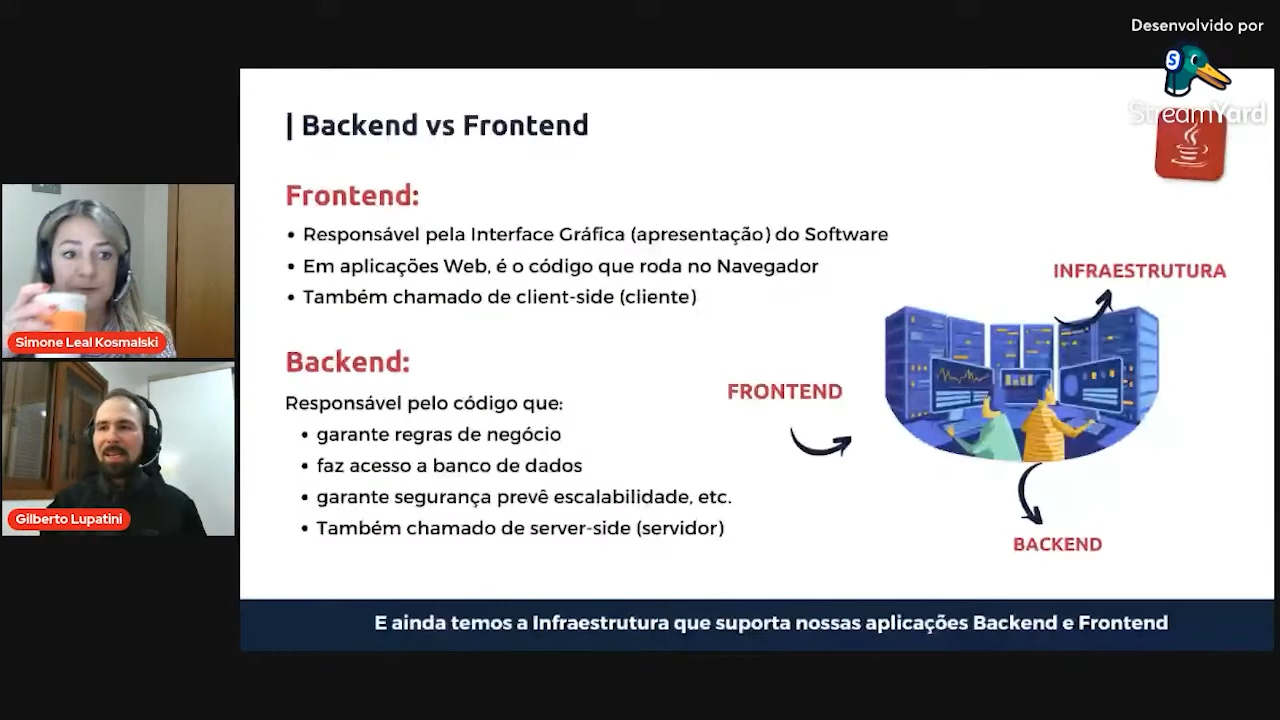 Desenvolvido por
StreamYard
| Backend vs Frontend
Frontend:
• Responsável pela Interface Gráfica (apresentação) do Software
• Em aplicações Web, é o código que roda no Navegador
• Também chamado de client-side (cliente)
Backend:
Responsável pelo código que:
• garante regras de negócio
• faz acesso a banco de dados
• garante segurança prevê escalabilidade, etc.
• Também chamado de server-side (servidor)
INFRAESTRUTURA
FRONTEND
BACKEND
E ainda temos a Infraestrutura que suporta nossas aplicações Backend e Frontend
Simone Leal Kosmalski
Gilberto Lupatini